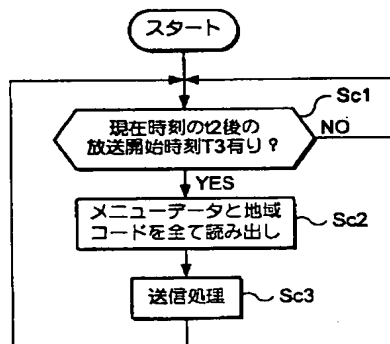 スタート
Sc1
現在時刻のt2後の
放送開始時刻T3有り?
NO
YES
メニューデータと地域
コードを全て読み出し
Sc2
送信処理
Sc3